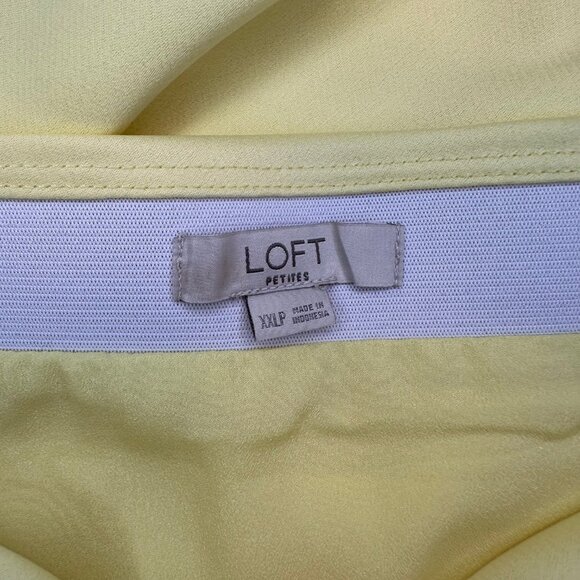 LOFT
PETITES
XXLP
MADE IN
INDONESIA